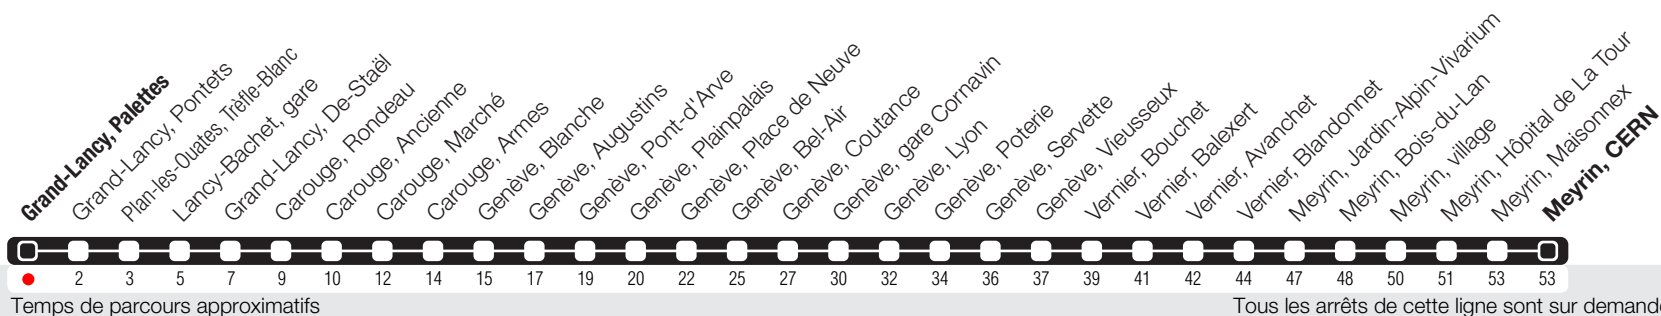 Grand-Lancy, Palettes
Grand-Lancy, Pontets
Plan-les-Ouates, Trèfle-Blanc
Lancy-Bachet, gare
Grand-Lancy, De-Staël
Carouge, Rondeau
Carouge, Ancienne
Carouge, Marché
Carouge, Armes
Genève, Blanche
Genève, Augustins
Genève, Pont-d'Arve
Genève, Plainpalais
Genève, Place de Neuve
Genève, Bel-Air
Genève, Coutance
Genève, gare Cornavin
Genève, Lyon
Genève, Poterie
Genève, Servette
Genève, Vieusseux
Vernier, Bouchet
Vernier, Balexert
Vernier, Avanchet
Vernier, Blandonnet
Meyrin, Jardin-Alpin-Vivarium
Meyrin, Bois-du-Lan
Meyrin, village
Meyrin, Hôpital de La Tour
Meyrin, Maisonnex
Meyrin, CERN
2 3 5 7 9 10 12 14 15 17 19 20 22 25 27 30 32 34 36 37 39 41 42 44 47 48 50 51 53 53
Temps de parcours approximatifs
Tous les arrêts de cette ligne sont sur demande